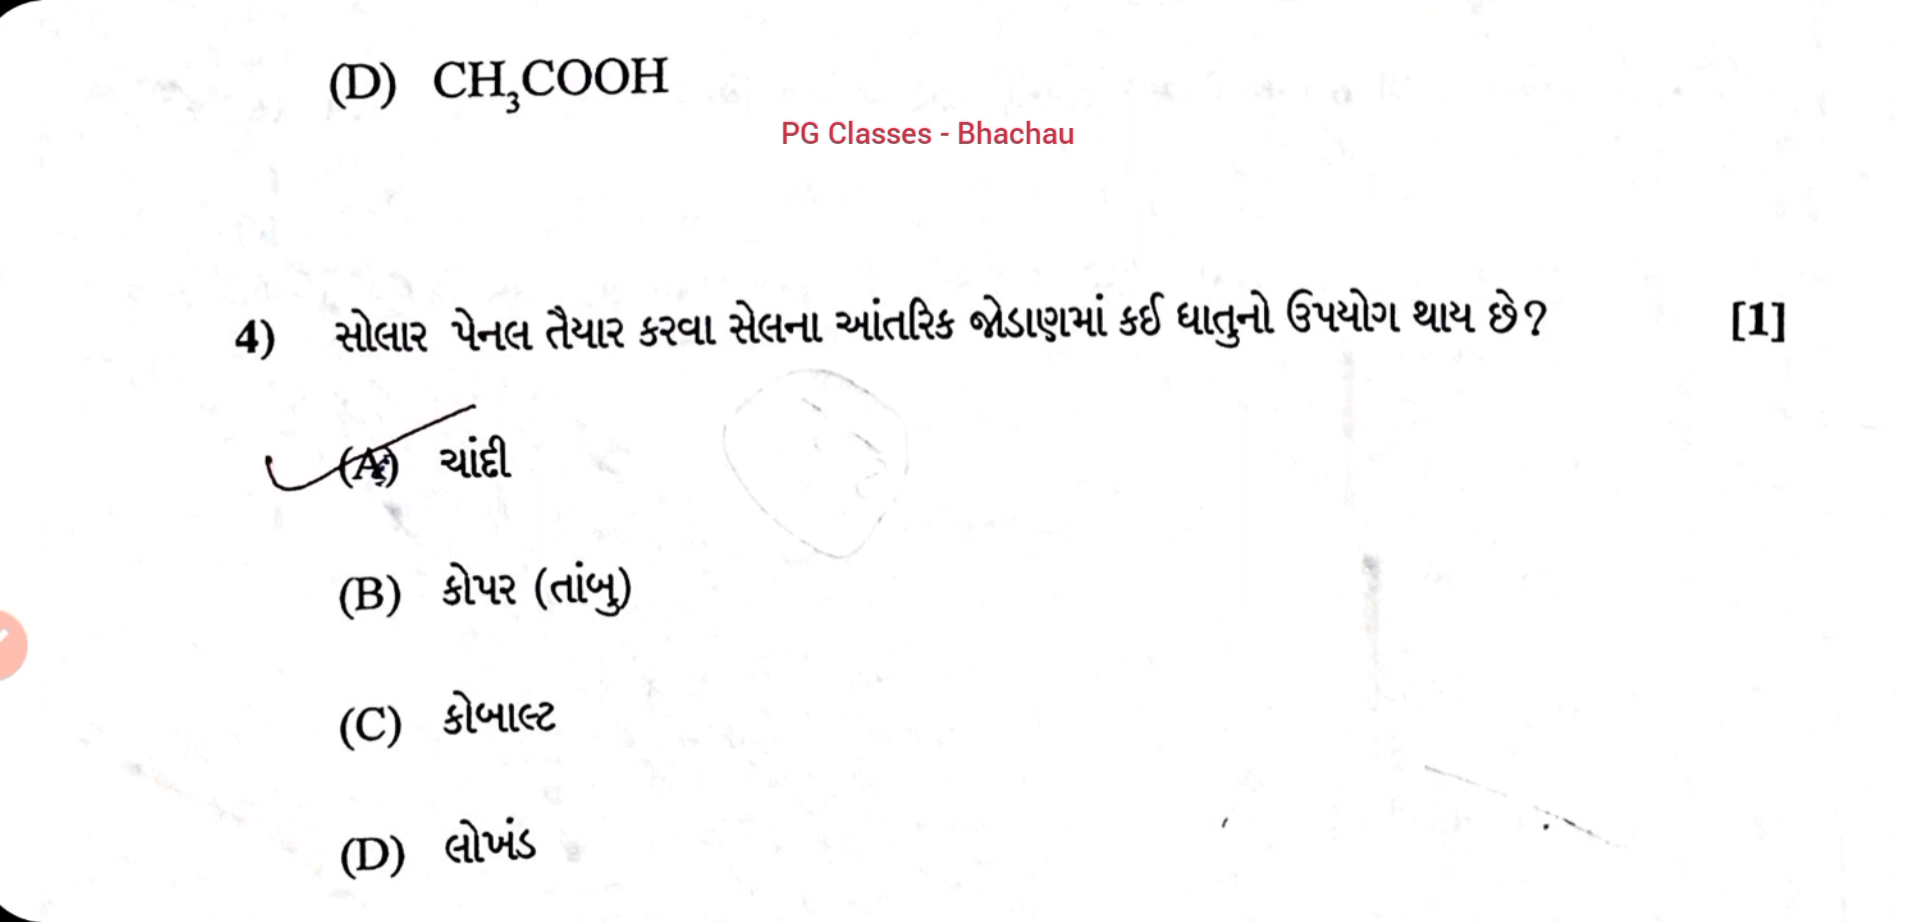 (D) CH₃COOH
PG Classes - Bhachau
4) સોલાર પેનલ તૈયાર કરવા સેલના આંતરિક જોડાણમાં કઈ ધાતુનો ઉપયોગ થાય છે? [1]
(A) ચાંદી
(B) કોપર (તાંબુ)
(C) કોબાલ્ટ
(D) લોખંડ